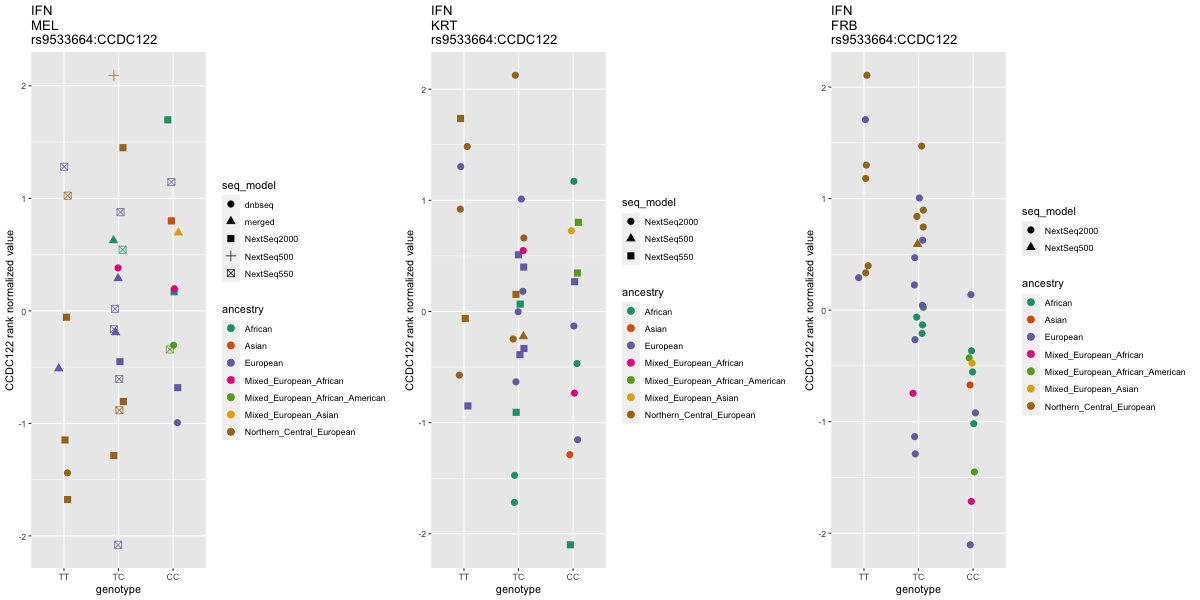 IFN
MEL
rs9533664:CCDC122
CCDC122 rank normalized value
2
1
0
-1
-2
TT
TC
CC
genotype
seq_model
dnbseq
merged
NextSeq2000
NextSeq500
NextSeq550
ancestry
African
Asian
European
Mixed_European_African
Mixed_European_African_American
Mixed_European_Asian
Northern_Central_European
IFN
KRT
rs9533664:CCDC122
CCDC122 rank normalized value
2
1
0
-1
-2
TT
TC
CC
genotype
seq_model
NextSeq2000
NextSeq500
NextSeq550
ancestry
African
Asian
European
Mixed_European_African
Mixed_European_African_American
Mixed_European_Asian
Northern_Central_European
IFN
FRB
rs9533664:CCDC122
CCDC122 rank normalized value
2
1
0
-1
-2
TT
TC
CC
genotype
seq_model
NextSeq2000
NextSeq500
ancestry
African
Asian
European
Mixed_European_African
Mixed_European_African_American
Mixed_European_Asian
Northern_Central_European